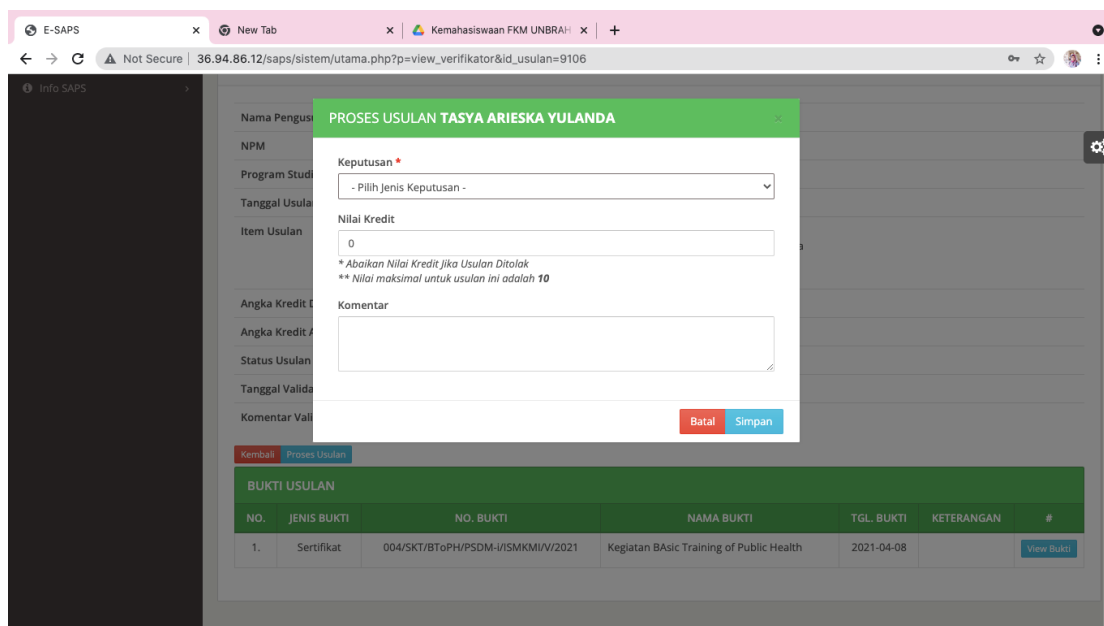 E-SAPS
New Tab
Kemahasiswaan FKM UNBRAH
Not Secure 36.94.86.12/saps/sistem/utama.php?p=view_verifikator&id_usulan=9106
Info SAPS
PROSES USULAN TASYA ARIESKA YULANDA
Nama Pengus
NPM
Keputusan *
Program Studi
- Pilih Jenis Keputusan -
Tanggal Usula
Nilai Kredit
Item Usulan
0
* Abaikan Nilai Kredit Jika Usulan Ditolak
** Nilai maksimal untuk usulan ini adalah 10
Angka Kredit D
Komentar
Angka Kredit A
Status Usulan
Tanggal Valida
Komentar Vali
Batal Simpan
Kembali Proses Usulan
BUKTI USULAN
NO. JENIS BUKTI NO. BUKTI NAMA BUKTI TGL. BUKTI KETERANGAN #
1. Sertifikat 004/SKT/BToPH/PSDM-i/ISMKMI/V/2021 Kegiatan BAsic Training of Public Health 2021-04-08 View Bukti